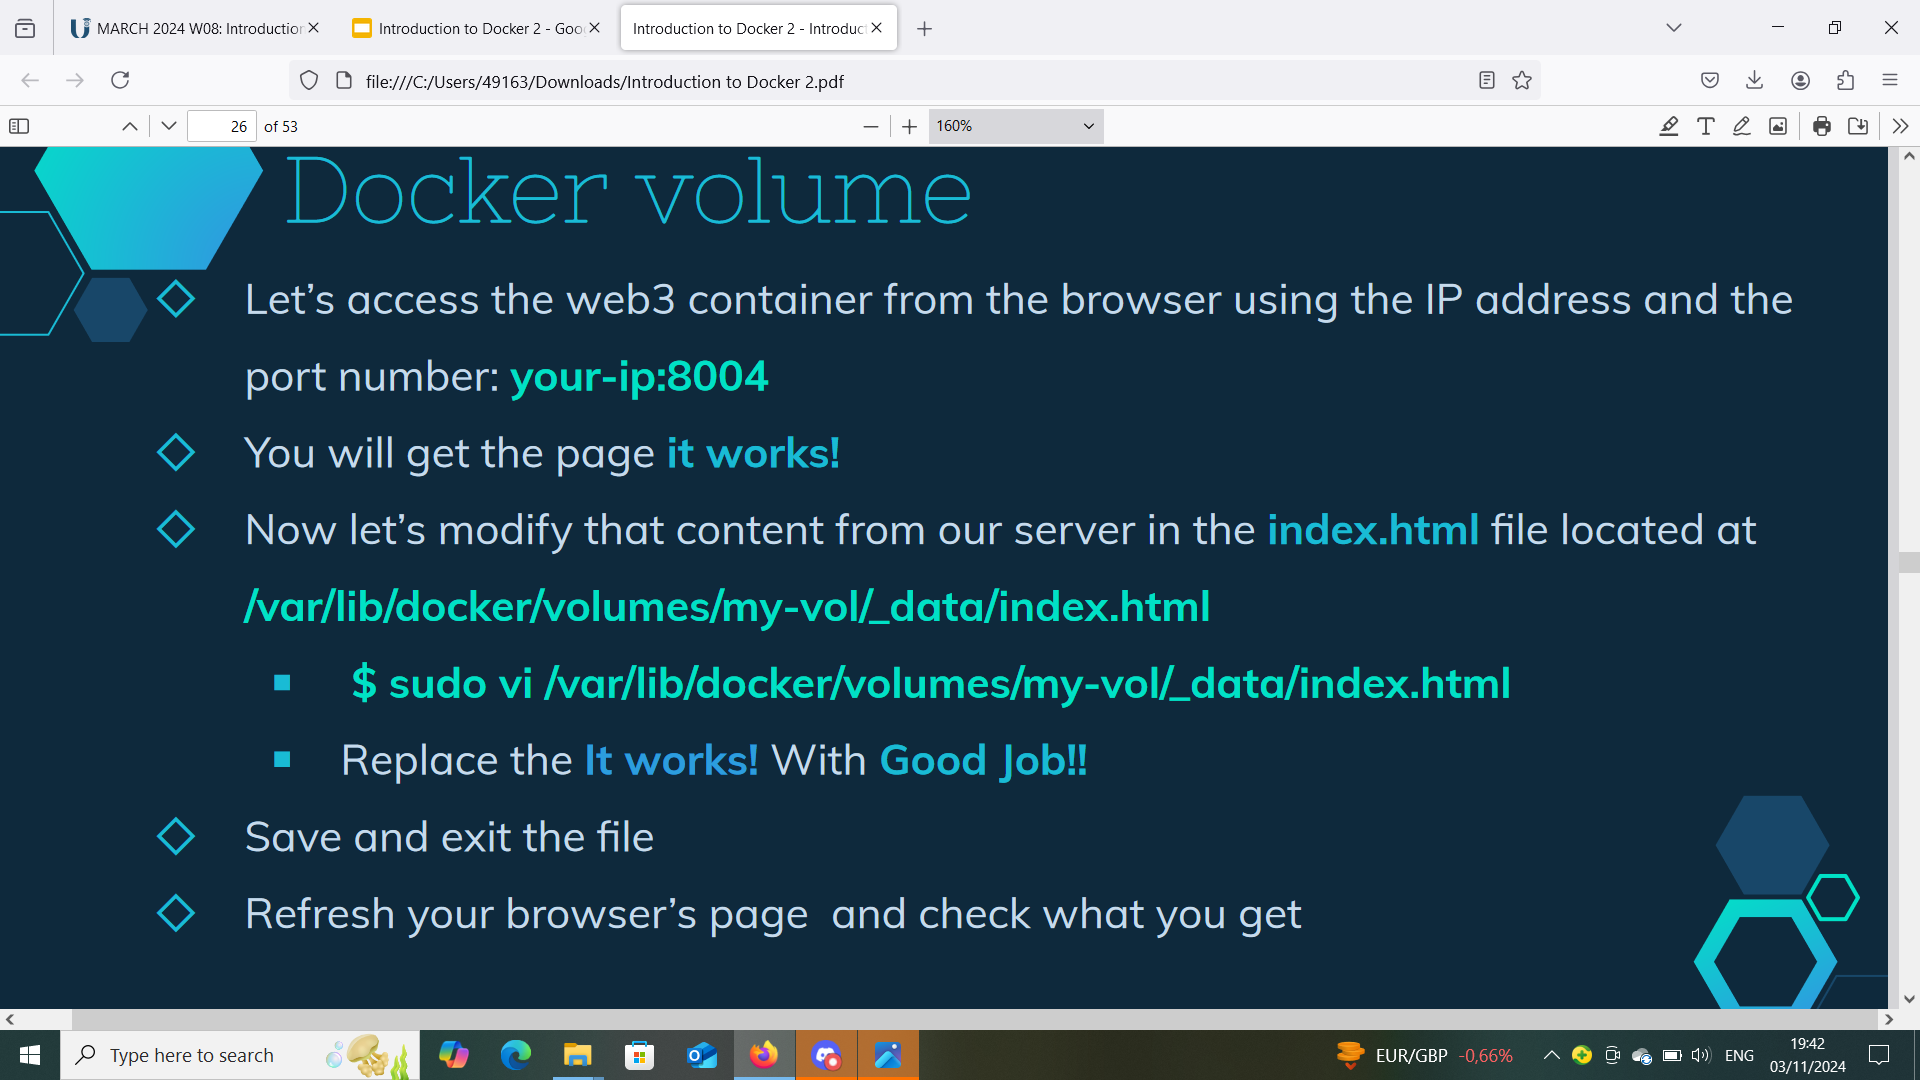 MARCH 2024 W08: Introduction
Introduction to Docker 2 - Goo
Introduction to Docker 2 - Introduc
file:///C:/Users/49163/Downloads/Introduction to Docker 2.pdf
26 of 53
160%
Docker volume
Let’s access the web3 container from the browser using the IP address and the
port number: your-ip:8004
You will get the page it works!
Now let’s modify that content from our server in the index.html file located at
/var/lib/docker/volumes/my-vol/_data/index.html
$ sudo vi /var/lib/docker/volumes/my-vol/_data/index.html
Replace the It works! With Good Job!!
Save and exit the file
Refresh your browser’s page  and check what you get
Type here to search
EUR/GBP -0,66%
ENG
19:42
03/11/2024